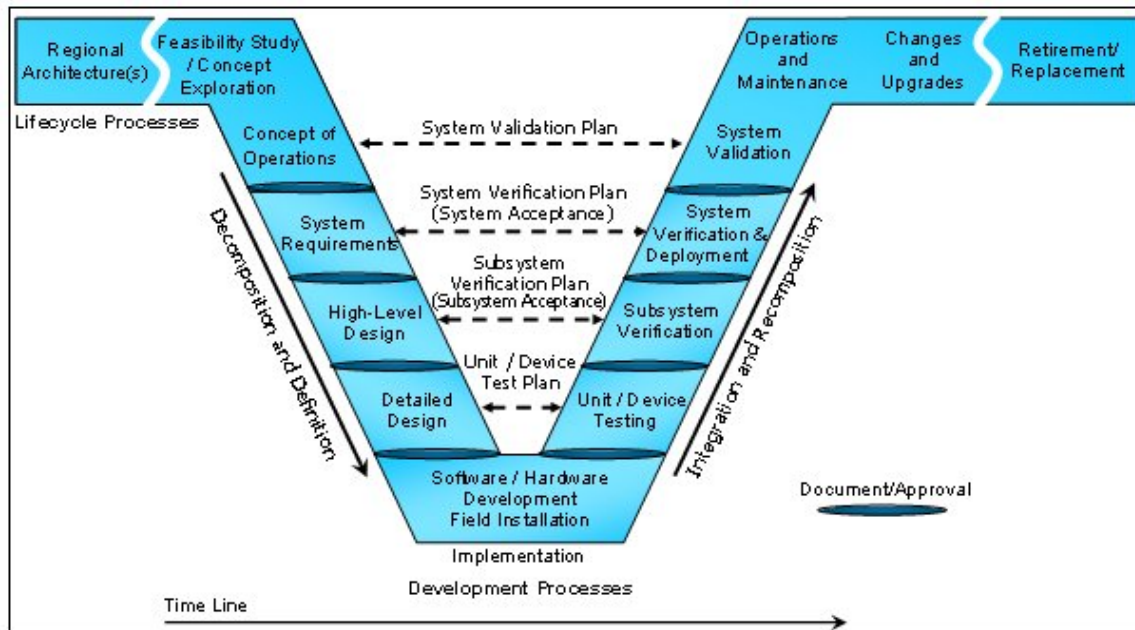 Regional
Architecture(s)
Feasibility Study
/ Concept
Exploration
Operations
and
Maintenance
Changes
and
Upgrades
Retirement/
Replacement
Lifecycle Processes
Concept of
Operations
System Validation Plan
System
Validation
System
Requirements
System Verification Plan
(System Acceptance)
System
Verification &
Deployment
High-Level
Design
Subsystem
Verification Plan
(Subsystem Acceptance)
Subsystem
Verification
Detailed
Design
Unit / Device
Test Plan
Unit / Device
Testing
Decomposition and Definition
Integration and Recomposition
Software / Hardware
Development
Field Installation
Document/Approval
Implementation
Development Processes
Time Line